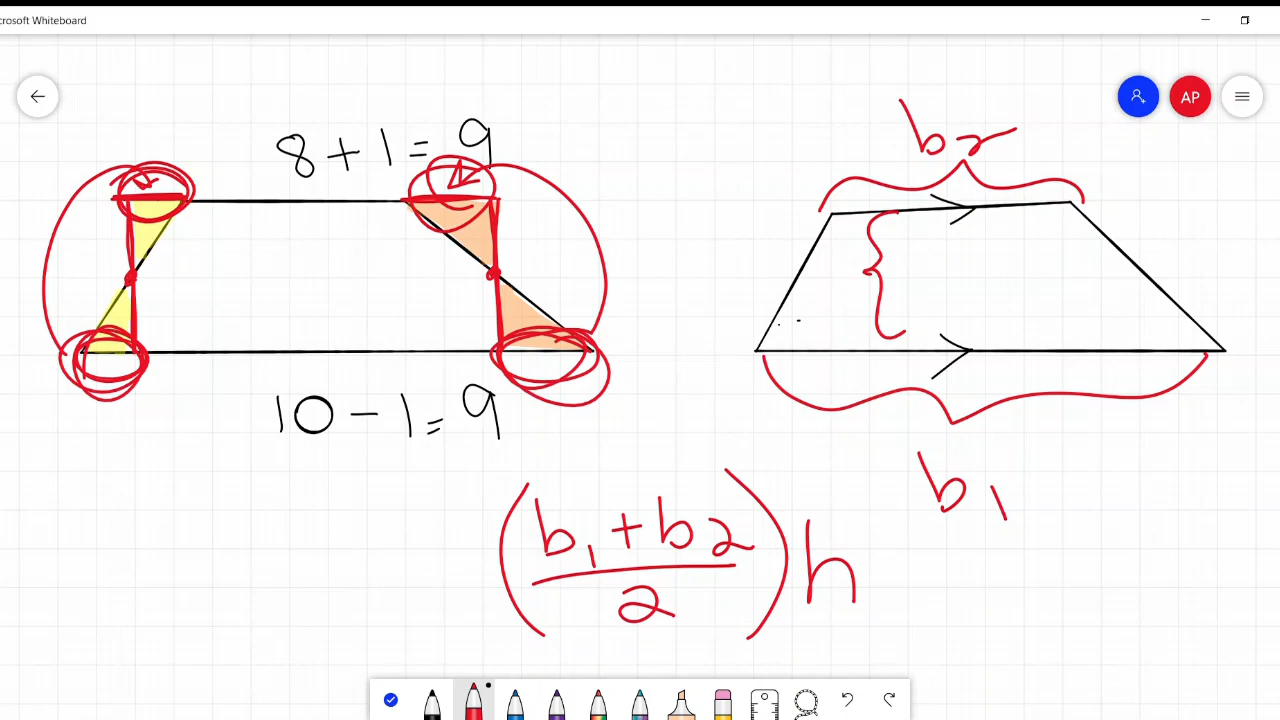 crosoft Whiteboard
AP
8 + 1 = 9
b2
10 - 1 = 9
b1
(b1 + b2 / 2) h